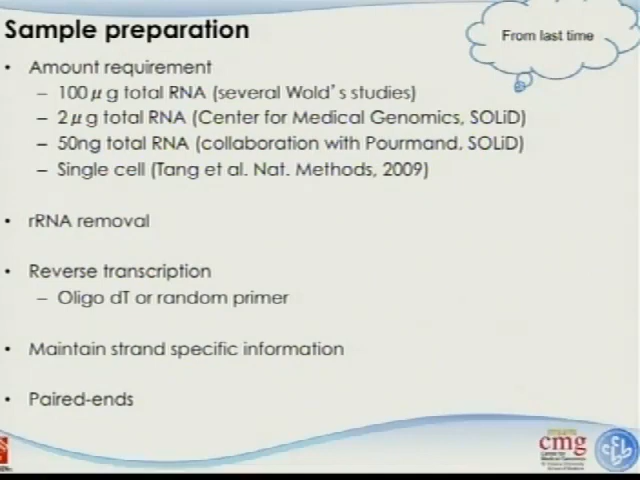 Sample preparation
From last time
• Amount requirement
– 100μg total RNA (several Wold's studies)
– 2μg total RNA (Center for Medical Genomics, SOLiD)
– 50ng total RNA (collaboration with Pourmand, SOLiD)
– Single cell (Tang et al. Nat. Methods, 2009)
• rRNA removal
• Reverse transcription
– Oligo dT or random primer
• Maintain strand specific information
• Paired-ends
cmg